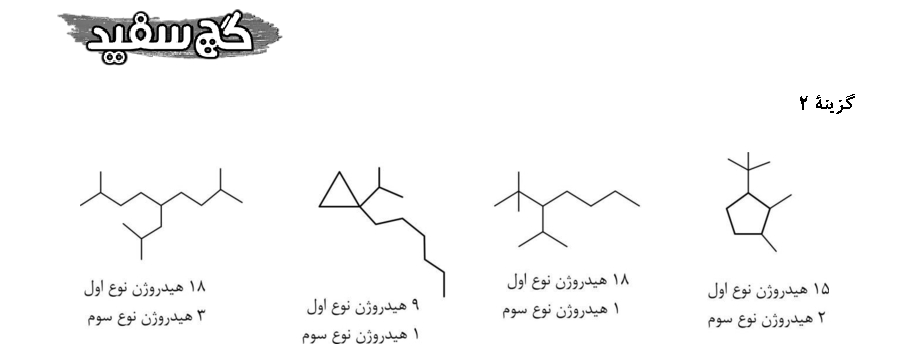 گچ سفید
گزینهٔ ۲
۱۸ هیدروژن نوع اول
۳ هیدروژن نوع سوم
۹ هیدروژن نوع اول
۱ هیدروژن نوع سوم
۱۸ هیدروژن نوع اول
۱ هیدروژن نوع سوم
۱۵ هیدروژن نوع اول
۲ هیدروژن نوع سوم